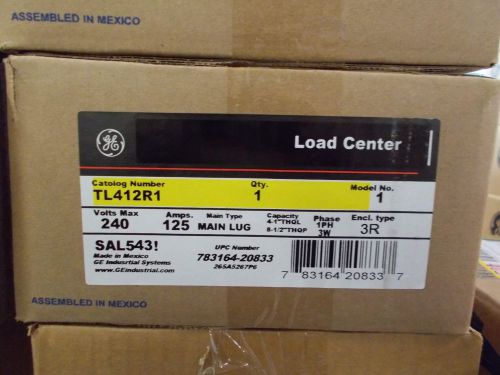 ASSEMBLED IN MEXICO
GE
Load Center
Catolog Number Qty. Model No.
TL412R1 1 1
Volts Max Amps. Main Type Capacity Phase Encl. type
240 125 MAIN LUG 4-1"THQL 8-1/2"THQP 1PH 3W 3R
SAL543!
Made in Mexico
GE Indusrtial Systems
www.GEindustrial.com
UPC Number
783164-20833
265A5267P6
7 83164 20833 7
ASSEMBLED IN MEXICO